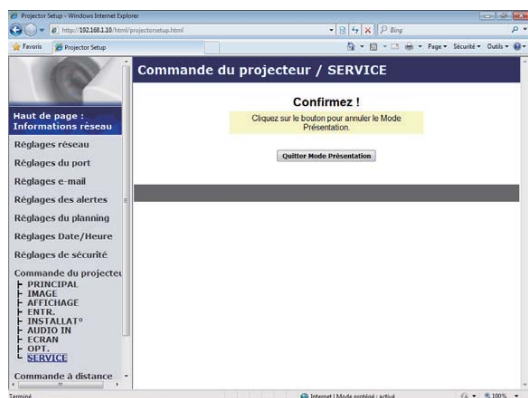 Projector Setup - Windows Internet Explorer
http://192.168.1.10/html/projectorsetup.html
Bing
Favoris
Projector Setup
Page
Sécurité
Outils
Commande du projecteur / SERVICE
Confirmez !
Cliquez sur le bouton pour annuler le Mode
Présentation.
Quitter Mode Présentation
Haut de page :
Informations réseau
Réglages réseau
Réglages du port
Réglages e-mail
Réglages des alertes
Réglages du planning
Réglages Date/Heure
Réglages de sécurité
Commande du projecteu
PRINCIPAL
IMAGE
AFFICHAGE
ENTR.
INSTALLAT°
AUDIO IN
ECRAN
OPT.
SERVICE
Commande à distance
Terminé
Internet | Mode protégé : activé
100%